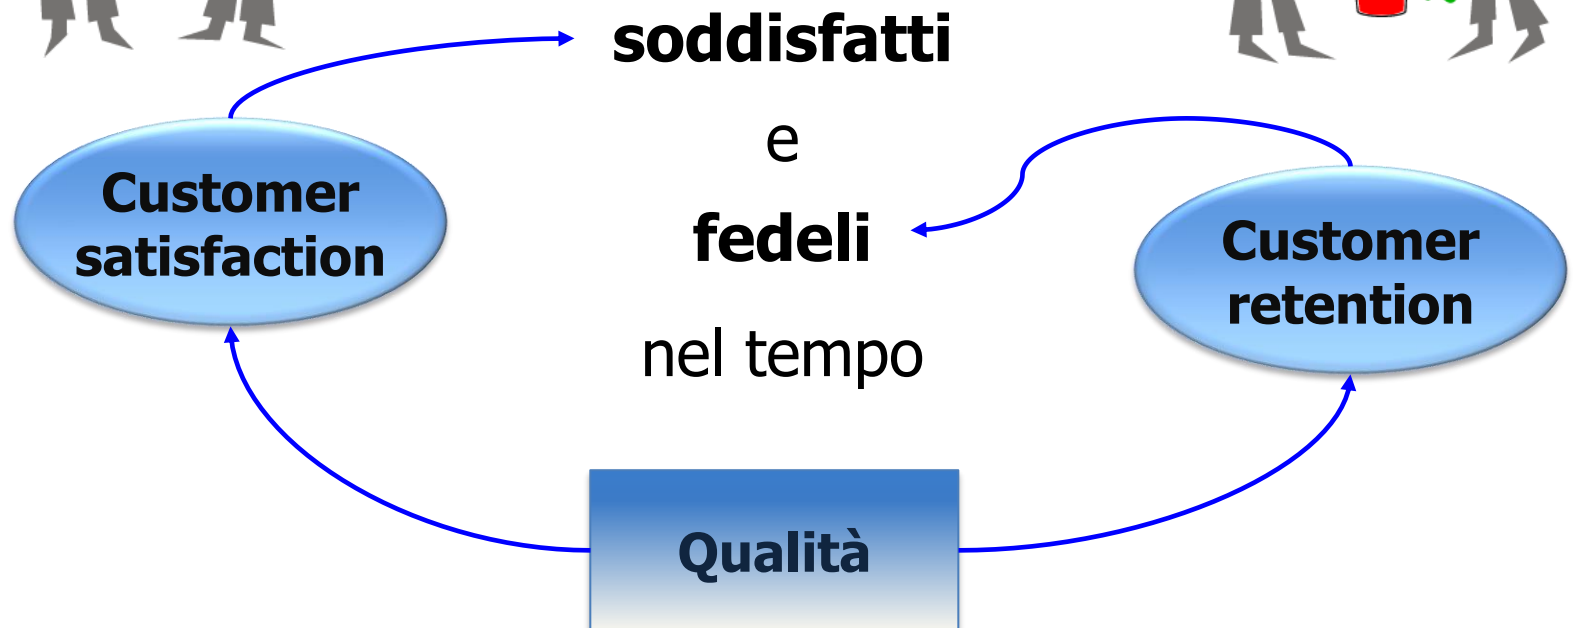 soddisfatti
e
Customer
satisfaction
fedeli
Customer
retention
nel tempo
Qualità